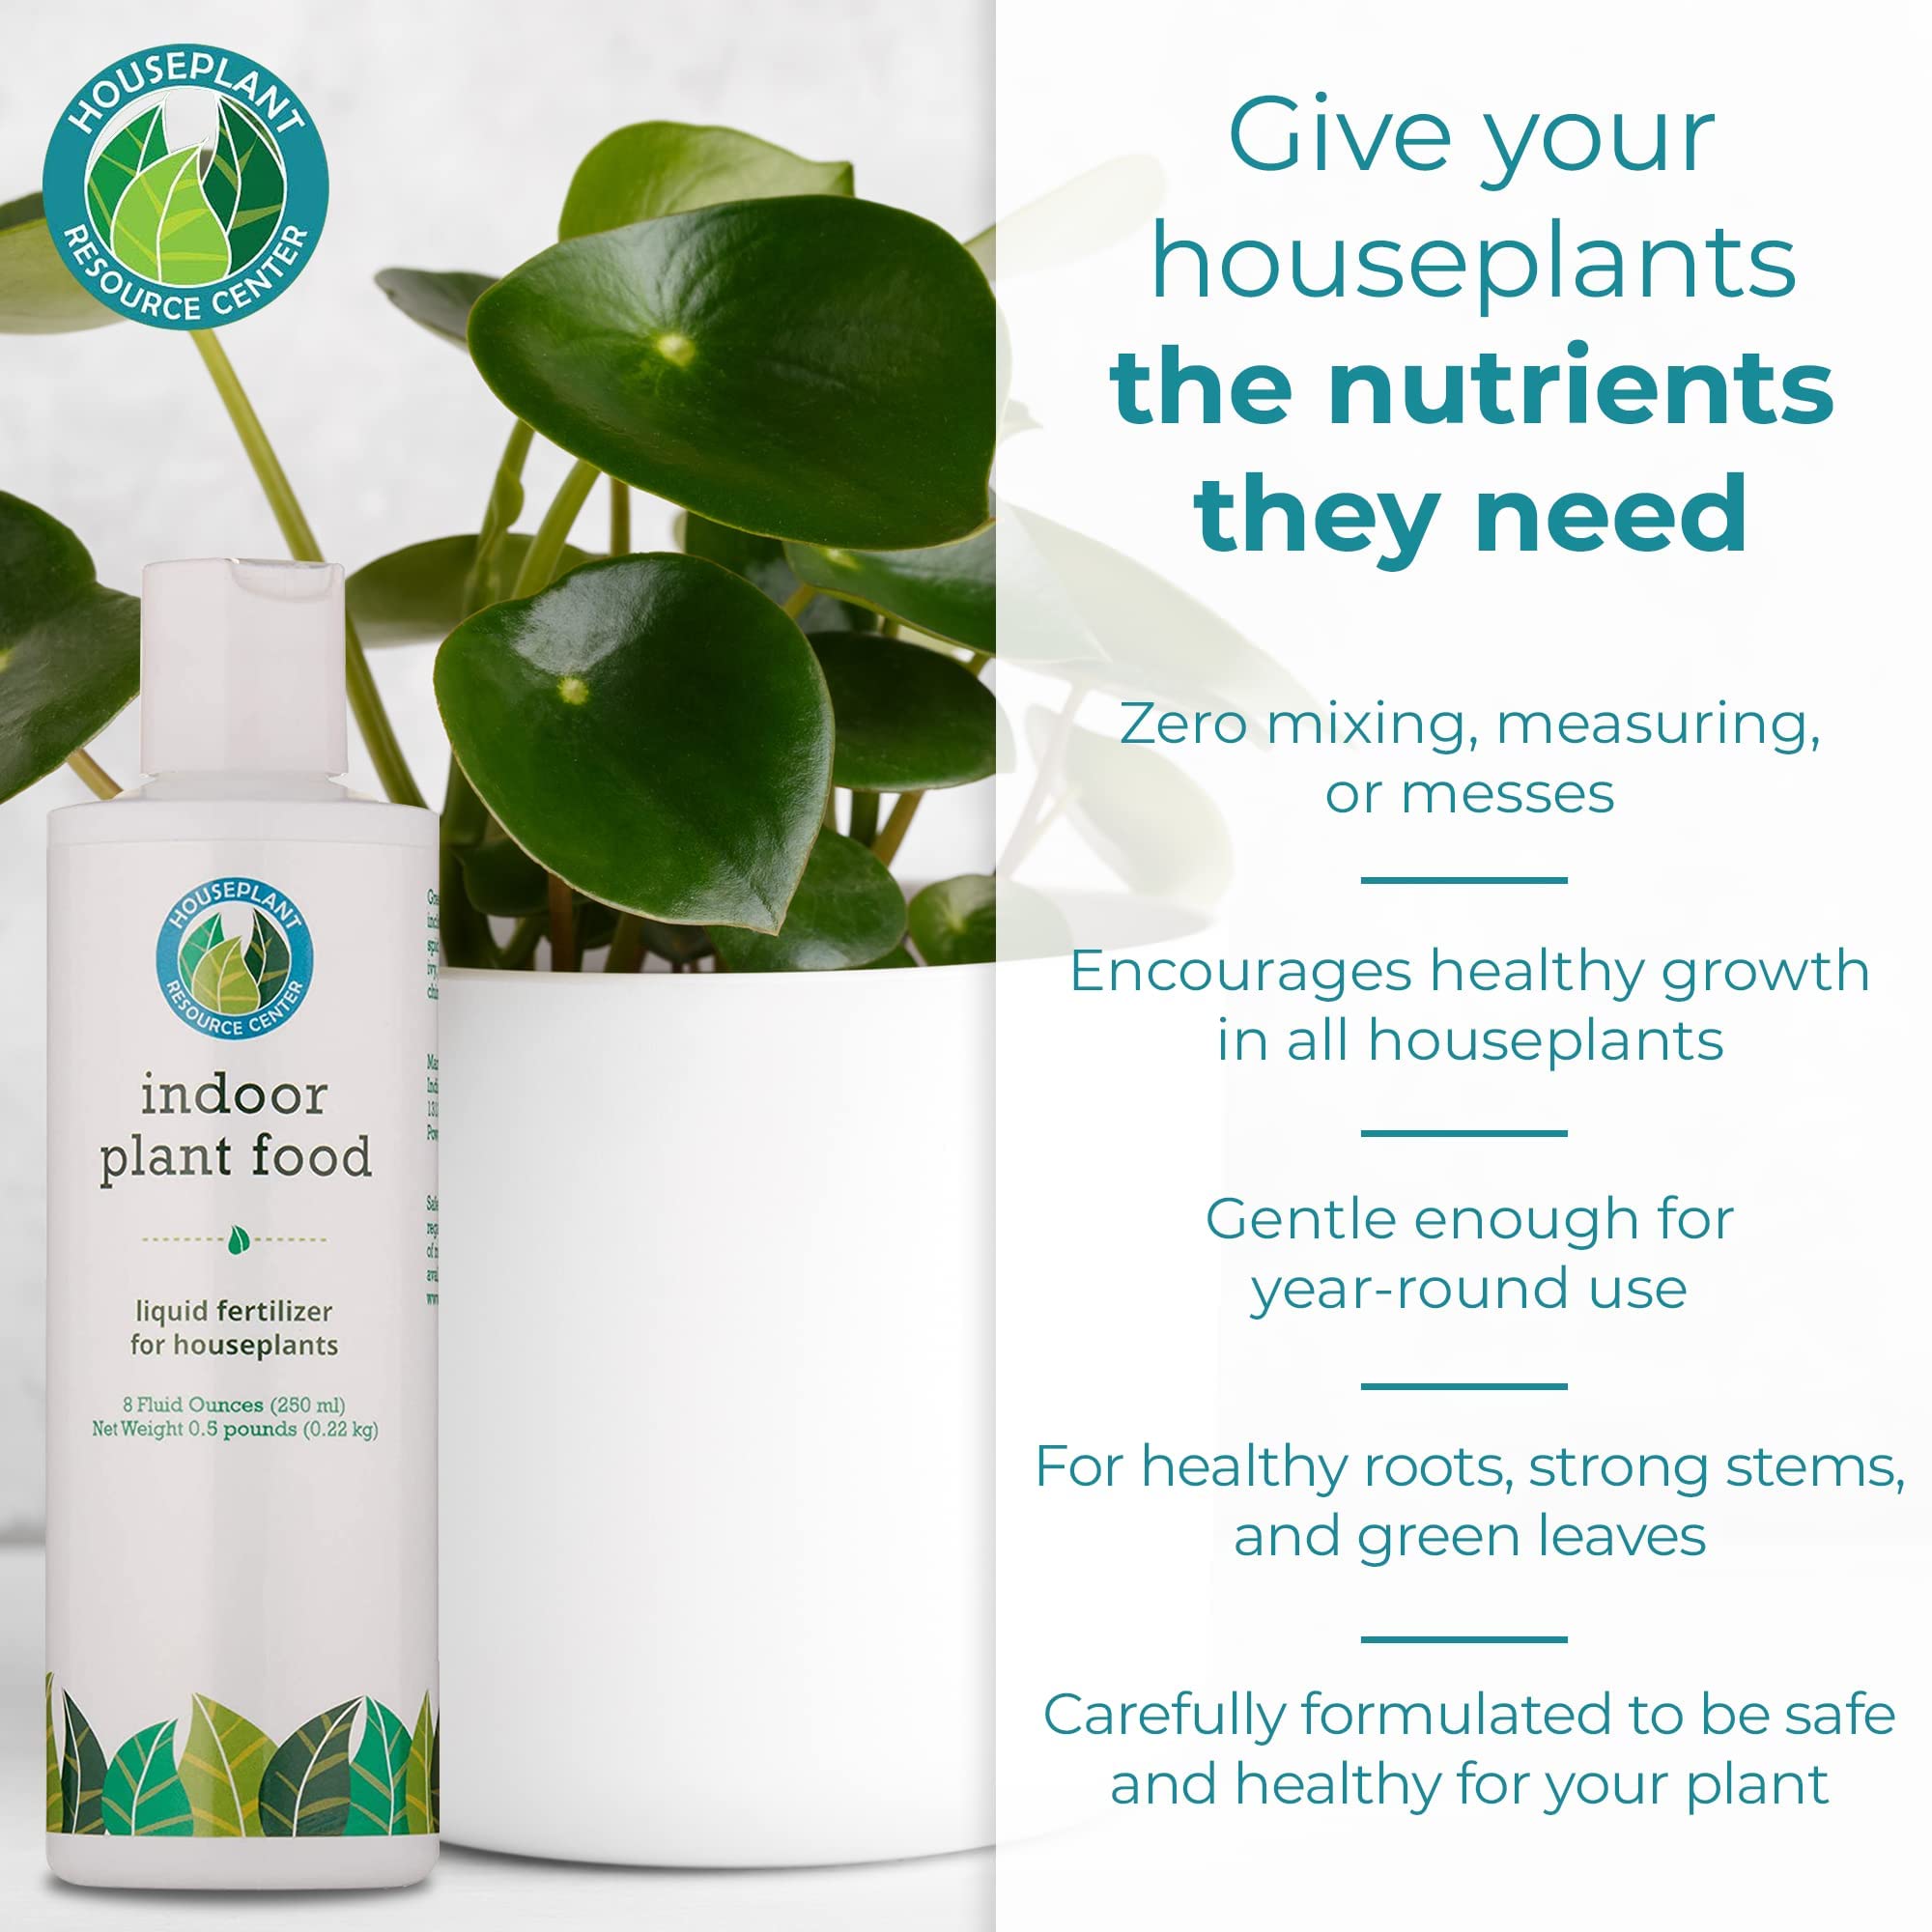 HOUSEPLANT
RESOURCE CENTER
Give your
houseplants
the nutrients
they need
Zero mixing, measuring,
or messes
Encourages healthy growth
in all houseplants
Gentle enough for
year-round use
For healthy roots, strong stems,
and green leaves
Carefully formulated to be safe
and healthy for your plant
HOUSEPLANT
RESOURCE CENTER
indoor
plant food
liquid fertilizer
for houseplants
8 Fluid Ounces (250 ml)
Net Weight 0.5 pounds (0.22 kg)